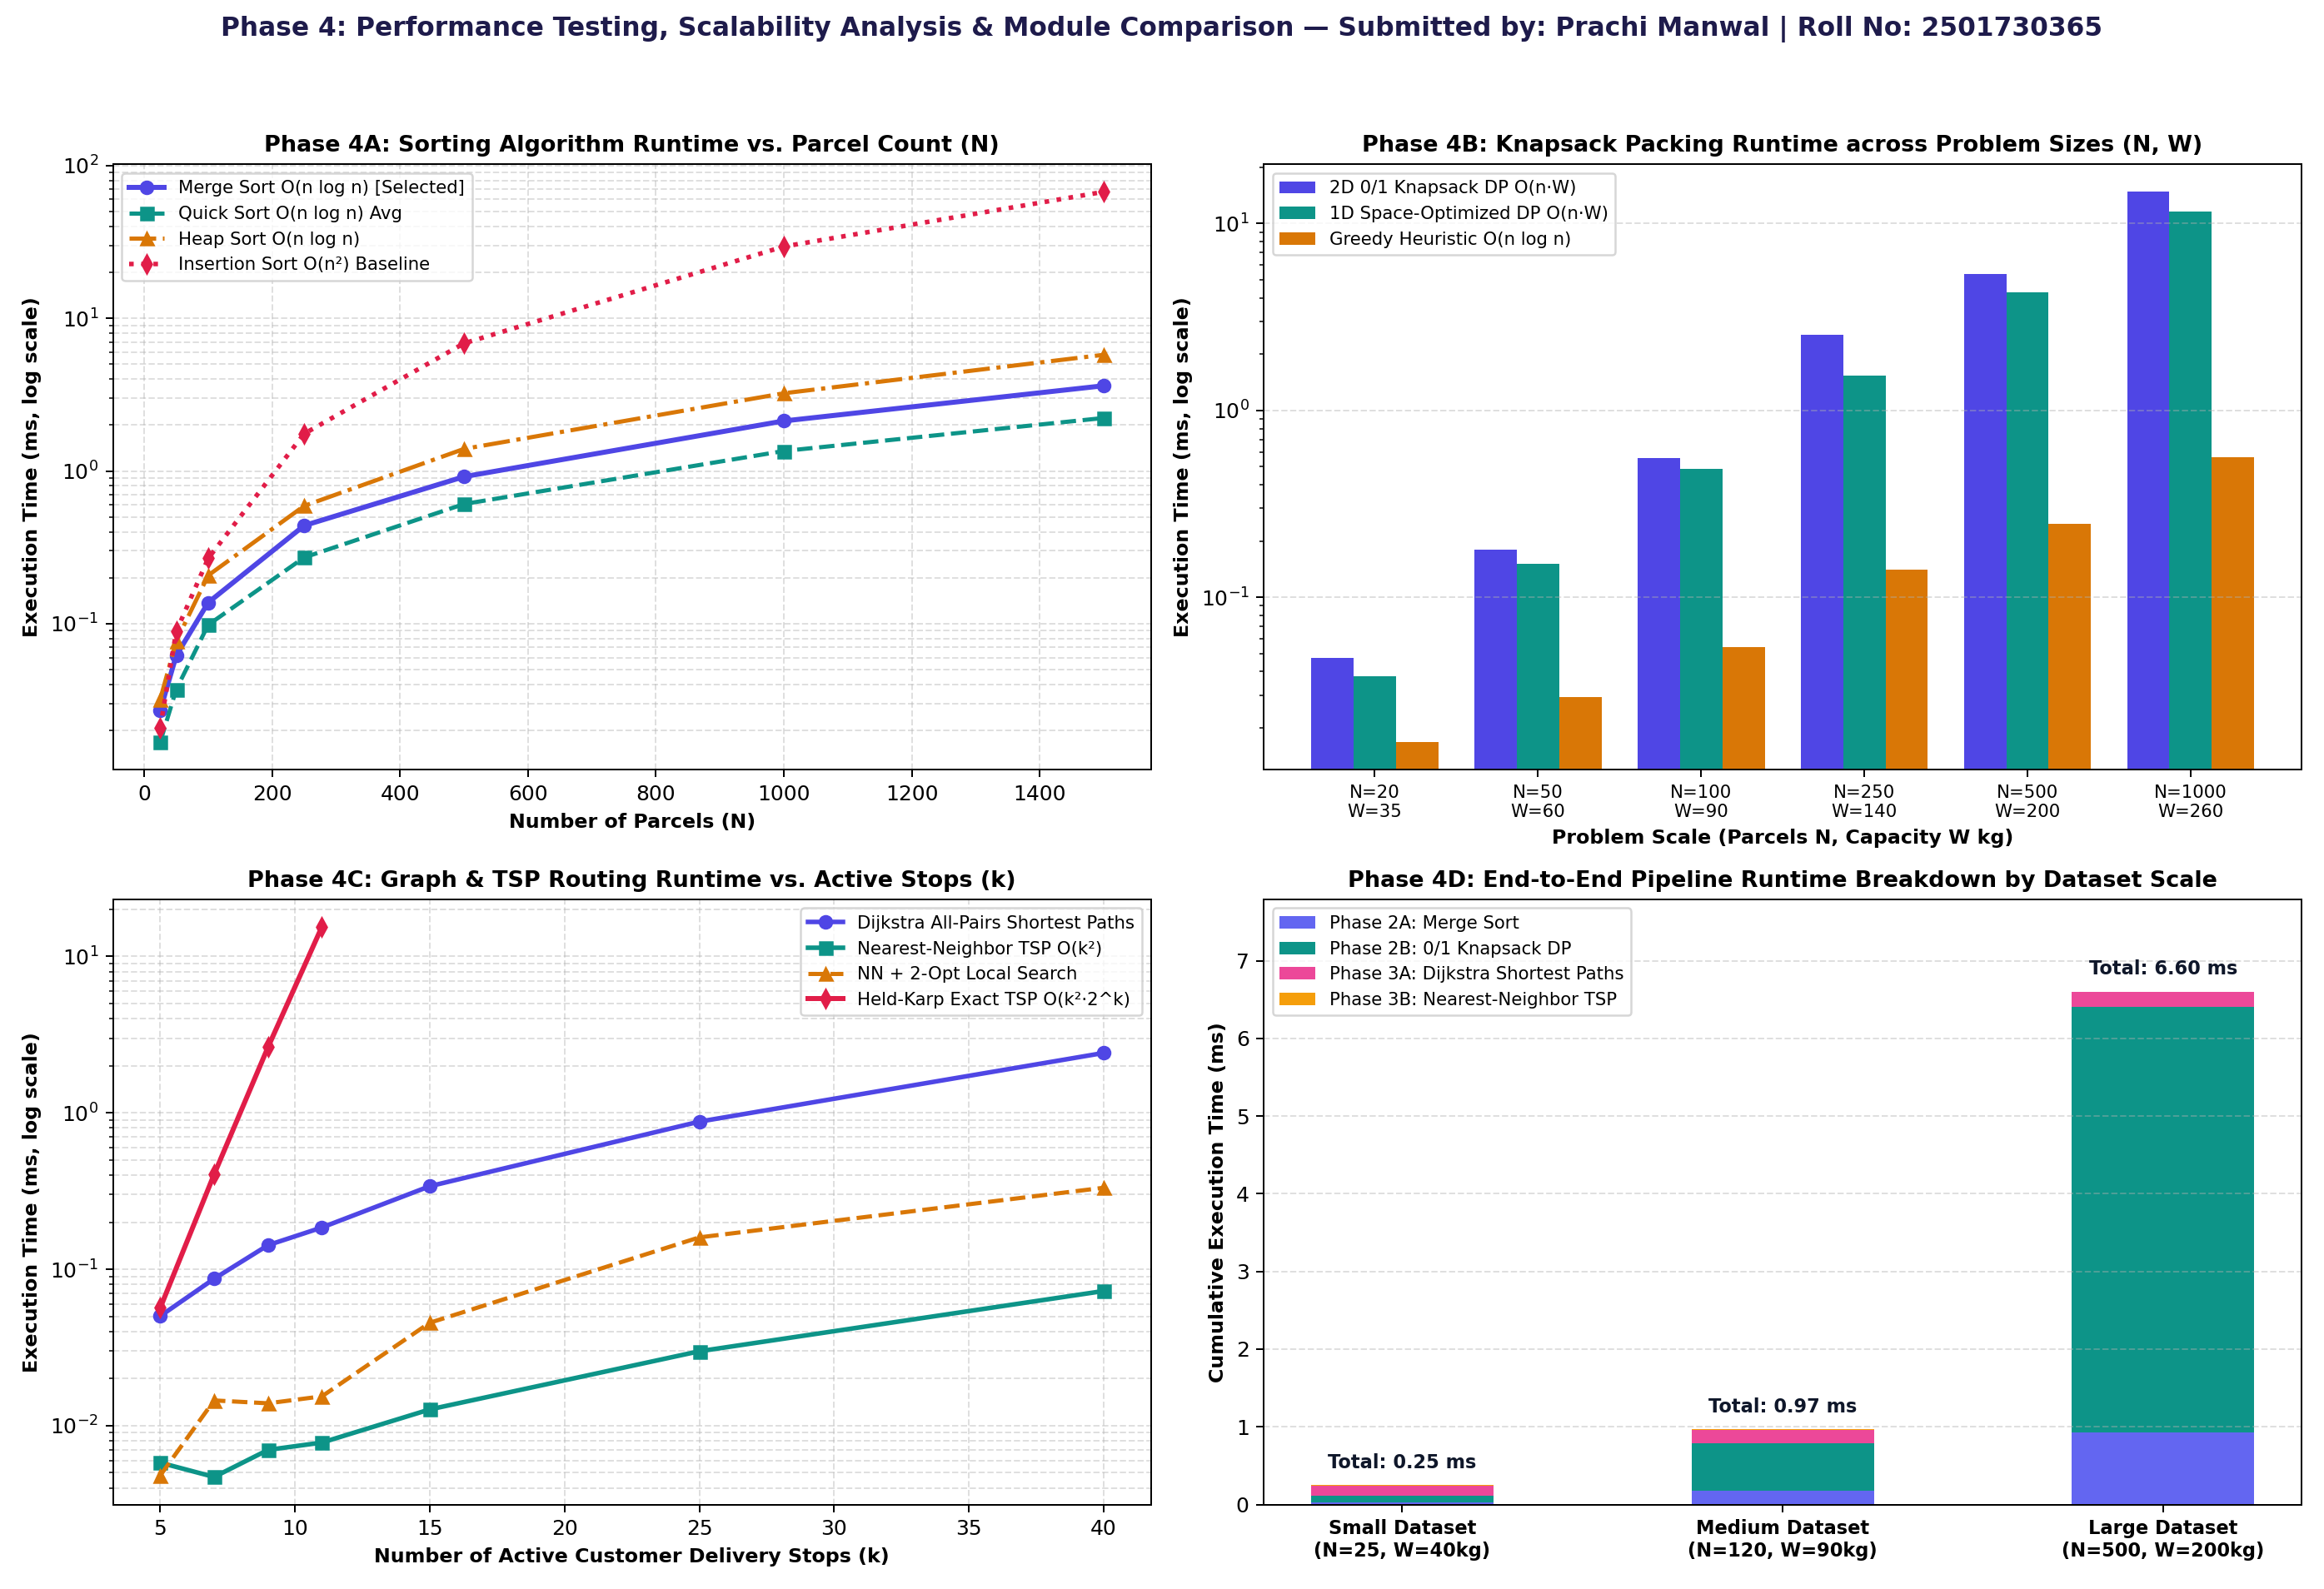 Phase 4: Performance Testing, Scalability Analysis & Module Comparison — Submitted by: Prachi Manwal | Roll No: 2501730365
Phase 4A: Sorting Algorithm Runtime vs. Parcel Count (N)
Execution Time (ms, log scale)
10²
10¹
10⁰
10⁻¹
Merge Sort O(n log n) [Selected]
Quick Sort O(n log n) Avg
Heap Sort O(n log n)
Insertion Sort O(n²) Baseline
0 200 400 600 800 1000 1200 1400
Number of Parcels (N)
Phase 4B: Knapsack Packing Runtime across Problem Sizes (N, W)
Execution Time (ms, log scale)
10¹
10⁰
10⁻¹
2D 0/1 Knapsack DP O(n·W)
1D Space-Optimized DP O(n·W)
Greedy Heuristic O(n log n)
N=20 N=50 N=100 N=250 N=500 N=1000
W=35 W=60 W=90 W=140 W=200 W=260
Problem Scale (Parcels N, Capacity W kg)
Phase 4C: Graph & TSP Routing Runtime vs. Active Stops (k)
Execution Time (ms, log scale)
10¹
10⁰
10⁻¹
10⁻²
Dijkstra All-Pairs Shortest Paths
Nearest-Neighbor TSP O(k²)
NN + 2-Opt Local Search
Held-Karp Exact TSP O(k²·2^k)
5 10 15 20 25 30 35 40
Number of Active Customer Delivery Stops (k)
Phase 4D: End-to-End Pipeline Runtime Breakdown by Dataset Scale
Cumulative Execution Time (ms)
7
6
5
4
3
2
1
0
Phase 2A: Merge Sort
Phase 2B: 0/1 Knapsack DP
Phase 3A: Dijkstra Shortest Paths
Phase 3B: Nearest-Neighbor TSP
Total: 0.25 ms
Total: 0.97 ms
Total: 6.60 ms
Small Dataset Medium Dataset Large Dataset
(N=25, W=40kg) (N=120, W=90kg) (N=500, W=200kg)